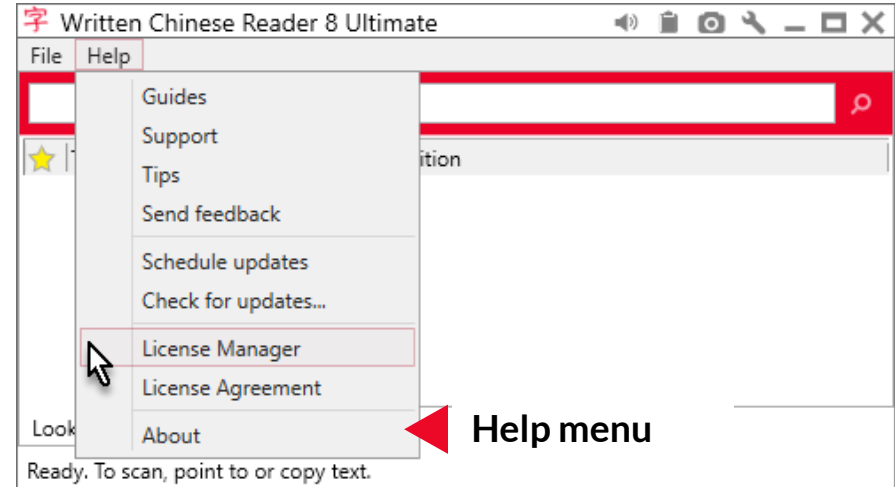 字 Written Chinese Reader 8 Ultimate
File Help
Guides
Support
ition
Tips
Send feedback
Schedule updates
Check for updates...
License Manager
License Agreement
Look
About
Help menu
Ready. To scan, point to or copy text.